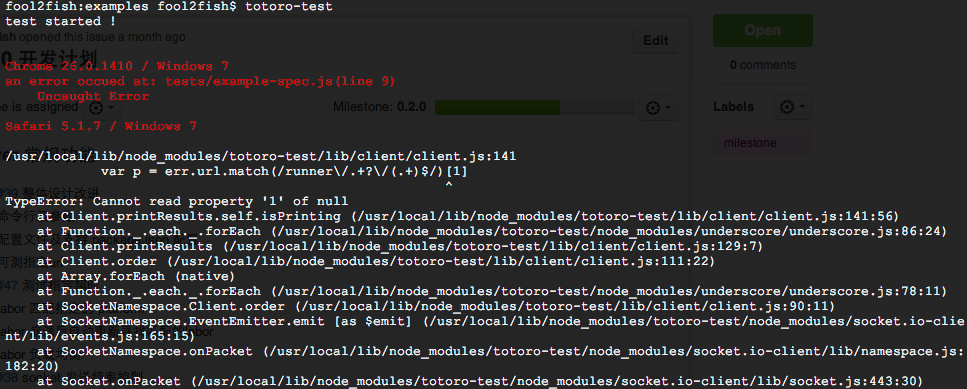 fool2fish:examples fool2fish$ totoro-test
test started !
ish opened this issue a month ago
Edit
Open
0 开发计划
Chrome 26.0.1410 / Windows 7
0 comments
an error occued at: tests/example-spec.js(line 9)
Uncaught Error
e is assigned
Milestone: 0.2.0
Labels
Safari 5.1.7 / Windows 7
milestone
/usr/local/lib/node_modules/totoro-test/lib/client/client.js:141
var p = err.url.match(/runner\/.+?\/(.+)$/)[1]
^
#39 整体设计改进
TypeError: Cannot read property '1' of null
at Client.printResults.self.isPrinting (/usr/local/lib/node_modules/totoro-test/lib/client/client.js:141:56)
at Function._.each._.forEach (/usr/local/lib/node_modules/totoro-test/node_modules/underscore/underscore.js:86:24)
at Client.printResults (/usr/local/lib/node_modules/totoro-test/lib/client/client.js:129:7)
at Client.order (/usr/local/lib/node_modules/totoro-test/lib/client/client.js:111:22)
at Array.forEach (native)
at Function._.each._.forEach (/usr/local/lib/node_modules/totoro-test/node_modules/underscore/underscore.js:78:11)
at SocketNamespace.Client.order (/usr/local/lib/node_modules/totoro-test/lib/client/client.js:90:11)
at SocketNamespace.EventEmitter.emit [as $emit] (/usr/local/lib/node_modules/totoro-test/node_modules/socket.io-clie
nt/lib/events.js:165:15)
at SocketNamespace.onPacket (/usr/local/lib/node_modules/totoro-test/node_modules/socket.io-client/lib/namespace.js:
182:20)
at Socket.onPacket (/usr/local/lib/node_modules/totoro-test/node_modules/socket.io-client/lib/socket.js:443:30)